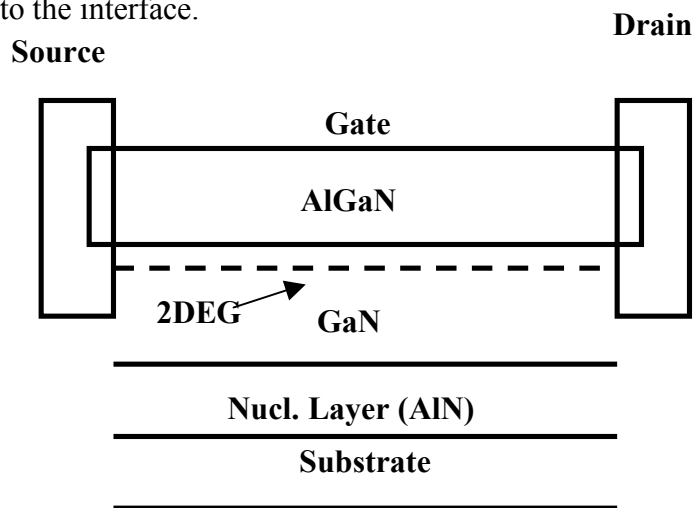 to the interface.
Drain
Source
Gate
AlGaN
2DEG
GaN
Nucl. Layer (AlN)
Substrate